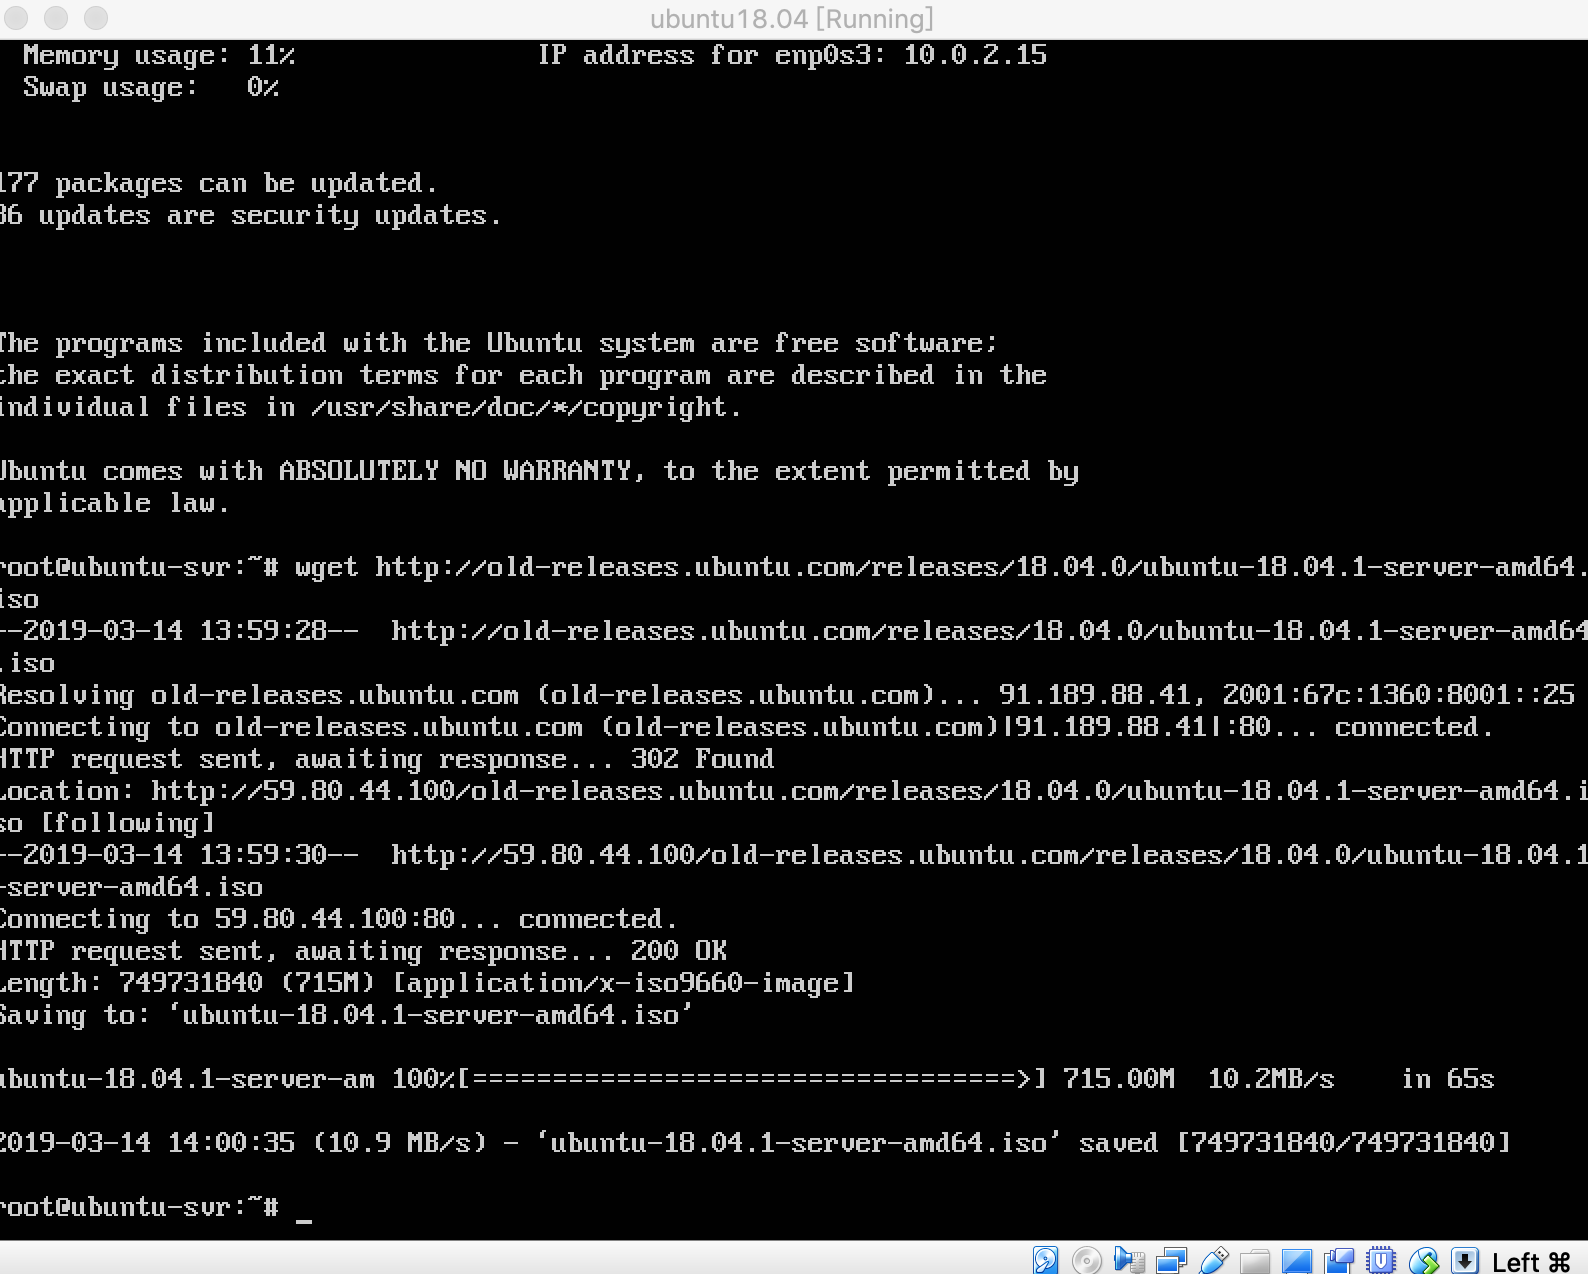 ubuntu18.04 [Running]
Memory usage: 11%                IP address for enp0s3: 10.0.2.15
Swap usage:   0%
177 packages can be updated.
86 updates are security updates.
The programs included with the Ubuntu system are free software;
the exact distribution terms for each program are described in the
individual files in /usr/share/doc/*/copyright.
Ubuntu comes with ABSOLUTELY NO WARRANTY, to the extent permitted by
applicable law.
root@ubuntu-svr:~# wget http://old-releases.ubuntu.com/releases/18.04.0/ubuntu-18.04.1-server-amd64.
iso
--2019-03-14 13:59:28--  http://old-releases.ubuntu.com/releases/18.04.0/ubuntu-18.04.1-server-amd64
.iso
Resolving old-releases.ubuntu.com (old-releases.ubuntu.com)... 91.189.88.41, 2001:67c:1360:8001::25
Connecting to old-releases.ubuntu.com (old-releases.ubuntu.com)|91.189.88.41|:80... connected.
HTTP request sent, awaiting response... 302 Found
Location: http://59.80.44.100/old-releases.ubuntu.com/releases/18.04.0/ubuntu-18.04.1-server-amd64.i
so [following]
--2019-03-14 13:59:30--  http://59.80.44.100/old-releases.ubuntu.com/releases/18.04.0/ubuntu-18.04.1
-server-amd64.iso
Connecting to 59.80.44.100:80... connected.
HTTP request sent, awaiting response... 200 OK
Length: 749731840 (715M) [application/x-iso9660-image]
Saving to: ‘ubuntu-18.04.1-server-amd64.iso’
ubuntu-18.04.1-server-am 100%[==================================>] 715.00M  10.2MB/s    in 65s
2019-03-14 14:00:35 (10.9 MB/s) - ‘ubuntu-18.04.1-server-amd64.iso’ saved [749731840/749731840]
root@ubuntu-svr:~# _
Left ⌘